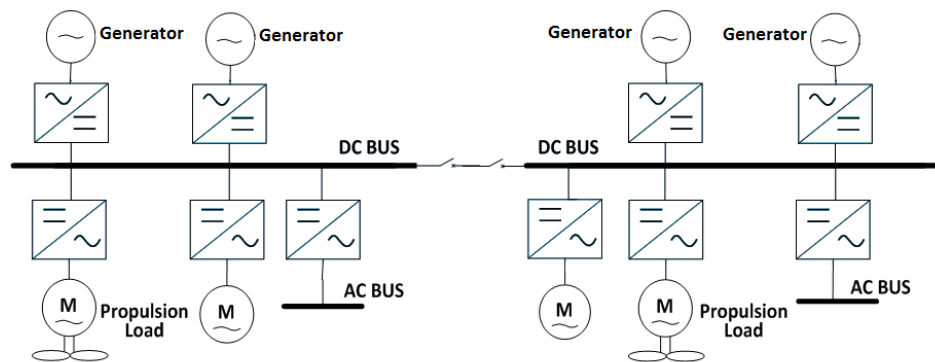 Generator
Generator
Generator
Generator
DC BUS
DC BUS
M
Propulsion
Load
M
AC BUS
M
M
Propulsion
Load
AC BUS